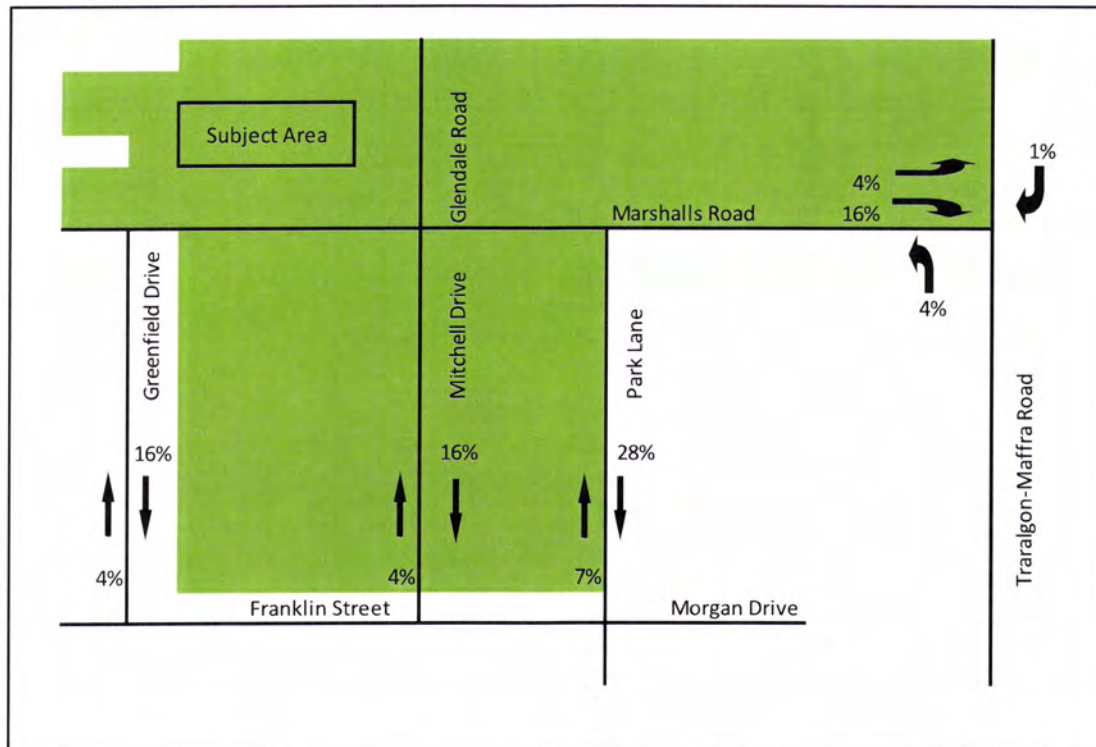 Subject Area
Glendale Road
1%
4%
16%
Marshalls Road
4%
Greenfield Drive
Mitchell Drive
Park Lane
Traralgon-Maffra Road
16%
16%
28%
4%
4%
7%
Franklin Street
Morgan Drive